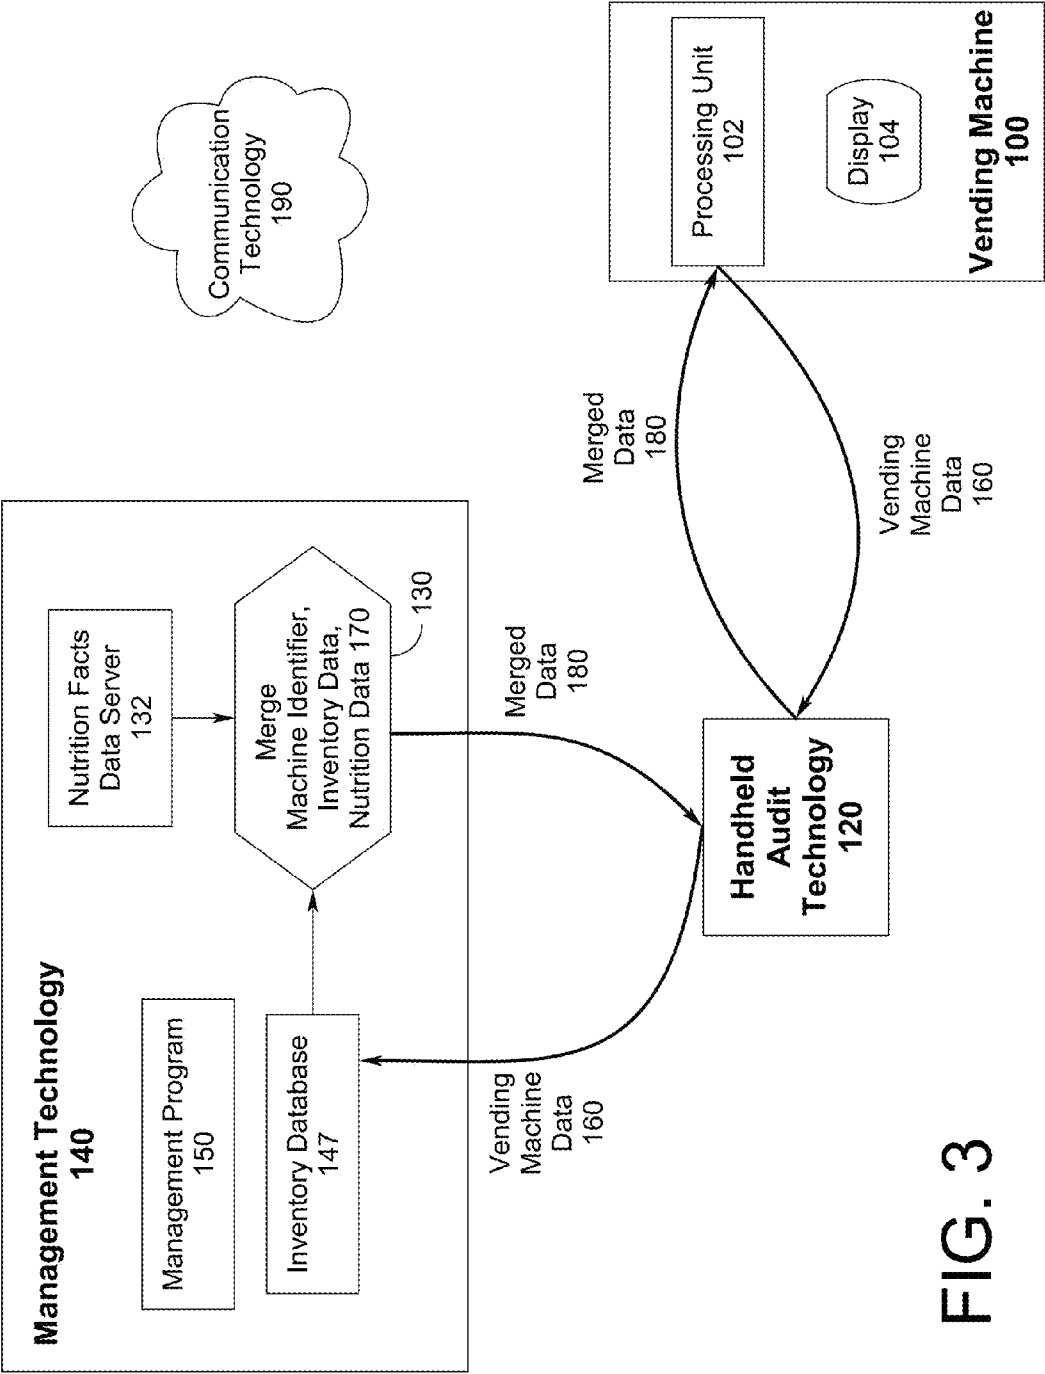 Management Technology
140
Management Program
150
Inventory Database
147
Nutrition Facts
Data Server
132
Merge
Machine Identifier,
Inventory Data,
Nutrition Data 170
130
Communication
Technology
190
Vending
Machine
Data
160
Merged
Data
180
Handheld
Audit
Technology
120
Merged
Data
180
Vending
Machine
Data
160
Processing Unit
102
Display
104
Vending Machine
100
FIG. 3